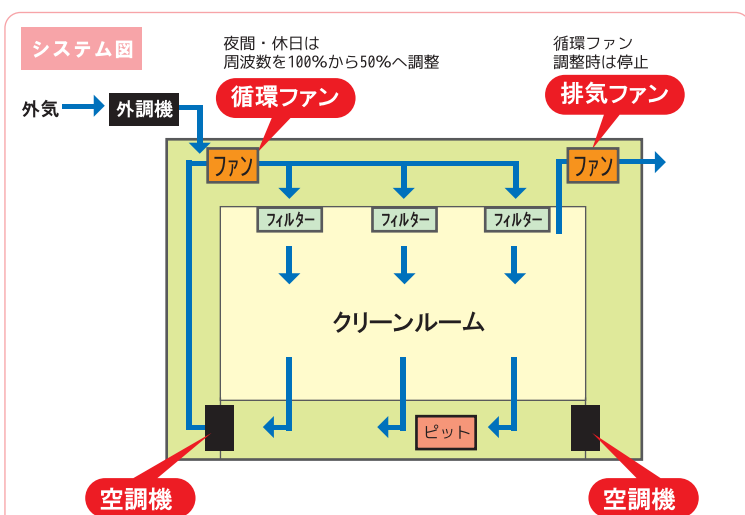 システム図
夜間・休日は
周波数を100%から50%へ調整
循環ファン
調整時は停止
循環ファン
排気ファン
外気
外調機
ファン
ファン
フィルター
フィルター
フィルター
クリーンルーム
ピット
空調機
空調機